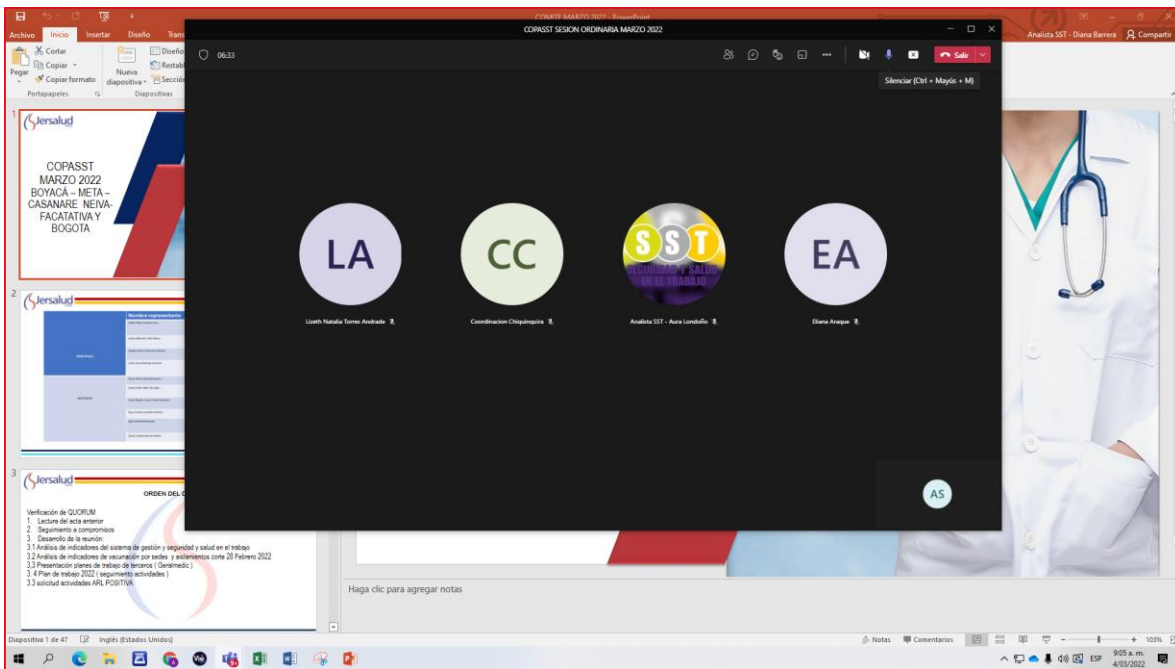 COMITE MARZO 2022 - PowerPoint
Analista SST - Diana Barrera
Compartir
Archivo
Inicio
Insertar
Diseño
Cortar
Copiar
Copiar formato
Pegar
Portapapeles
Nueva
diapositiva
Diseño
Diapositivas
COPASST SESION ORDINARIA MARZO 2022
06:33
Salir
Silenciar (Ctrl + Mayús + M)
LA
CC
SST
SEGURIDAD Y SALUD
EN EL TRABAJO
EA
Lizeth Natalia Torres Andrade
Coordinacion Chiquinquira
Analista SST - Aura Londoño
Eliana Araque
AS
1
Jersalud
COPASST
MARZO 2022
BOYACÁ – META –
CASANARE NEIVA-
FACATATIVA Y
BOGOTA
2
Jersalud
Nombre representante
3
Jersalud
ORDEN DEL
Verificación de QUORUM
1. Lectura del acta anterior
2. Seguimiento a compromisos
3. Desarrollo de la reunión
3.1 Análisis de indicadores del sistema de gestión y seguridad y salud en el trabajo
3.2 Análisis de indicadores de vacunación por sedes y aislamientos corte 28 Febrero 2022
3,3 Presentación planes de trabajo de terceros ( Geralmedic )
3. 4 Plan de trabajo 2022 ( seguimiento actividades )
3.3 solicitud actividades ARL POSITIVA
Haga clic para agregar notas
Diapositiva 1 de 47
Inglés (Estados Unidos)
Notas
Comentarios
103%
ESP
9:05 a. m.
4/03/2022